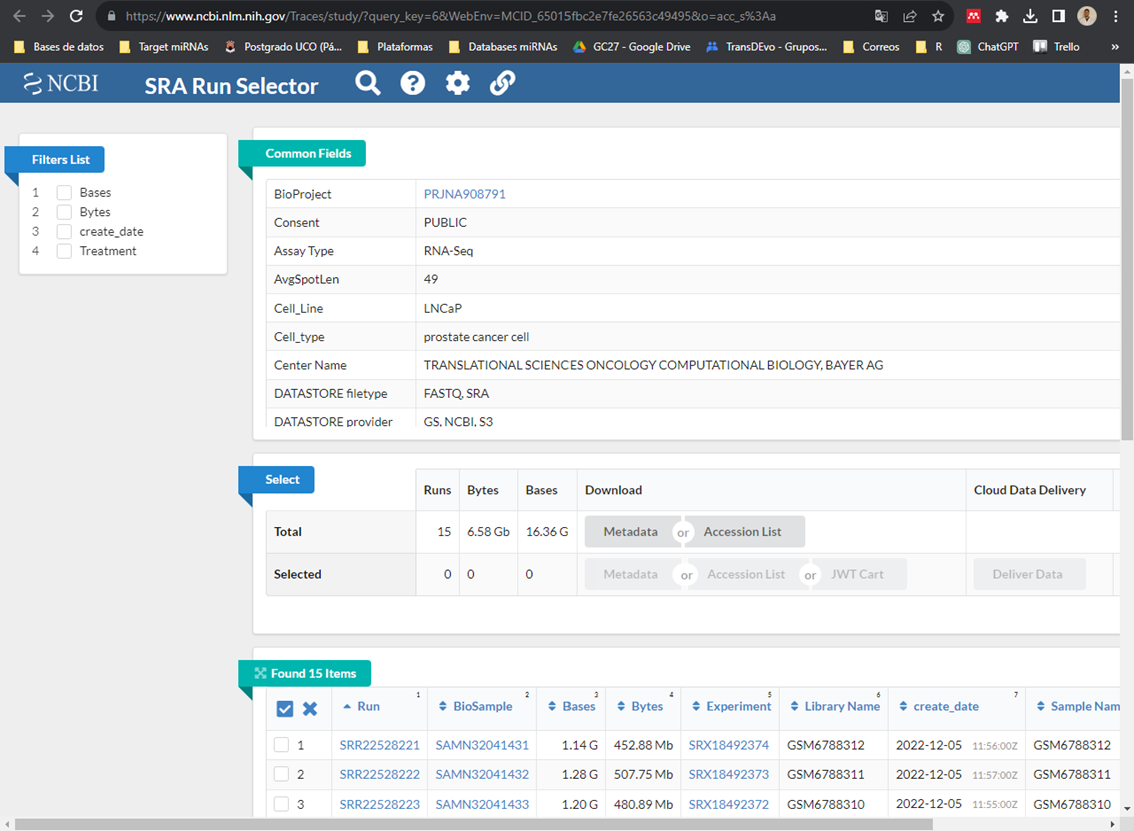 https://www.ncbi.nlm.nih.gov/Traces/study/?query_key=6&WebEnv=MCID_65015fbc2e7fe26563c49495&o=acc_s%3Aa
Bases de datos Target miRNAs Postgrado UCO (Pá... Plataformas Databases miRNAs GC27 - Google Drive TransDEvo - Grupos... Correos R ChatGPT Trello »
NCBI SRA Run Selector
Filters List
1 Bases
2 Bytes
3 create_date
4 Treatment
Common Fields
BioProject PRJNA908791
Consent PUBLIC
Assay Type RNA-Seq
AvgSpotLen 49
Cell_Line LNCaP
Cell_type prostate cancer cell
Center Name TRANSLATIONAL SCIENCES ONCOLOGY COMPUTATIONAL BIOLOGY, BAYER AG
DATASTORE filetype FASTQ, SRA
DATASTORE provider GS, NCBI, S3
Select
Runs Bytes Bases Download Cloud Data Delivery
Total 15 6.58 Gb 16.36 G Metadata or Accession List
Selected 0 0 0 Metadata or Accession List or JWT Cart Deliver Data
Found 15 Items
1 2 3 4 5 6 7
Run BioSample Bases Bytes Experiment Library Name create_date Sample Nam
1 SRR22528221 SAMN32041431 1.14 G 452.88 Mb SRX18492374 GSM6788312 2022-12-05 11:56:00Z GSM6788312
2 SRR22528222 SAMN32041432 1.28 G 507.75 Mb SRX18492373 GSM6788311 2022-12-05 11:57:00Z GSM6788311
3 SRR22528223 SAMN32041433 1.20 G 480.89 Mb SRX18492372 GSM6788310 2022-12-05 11:55:00Z GSM6788310